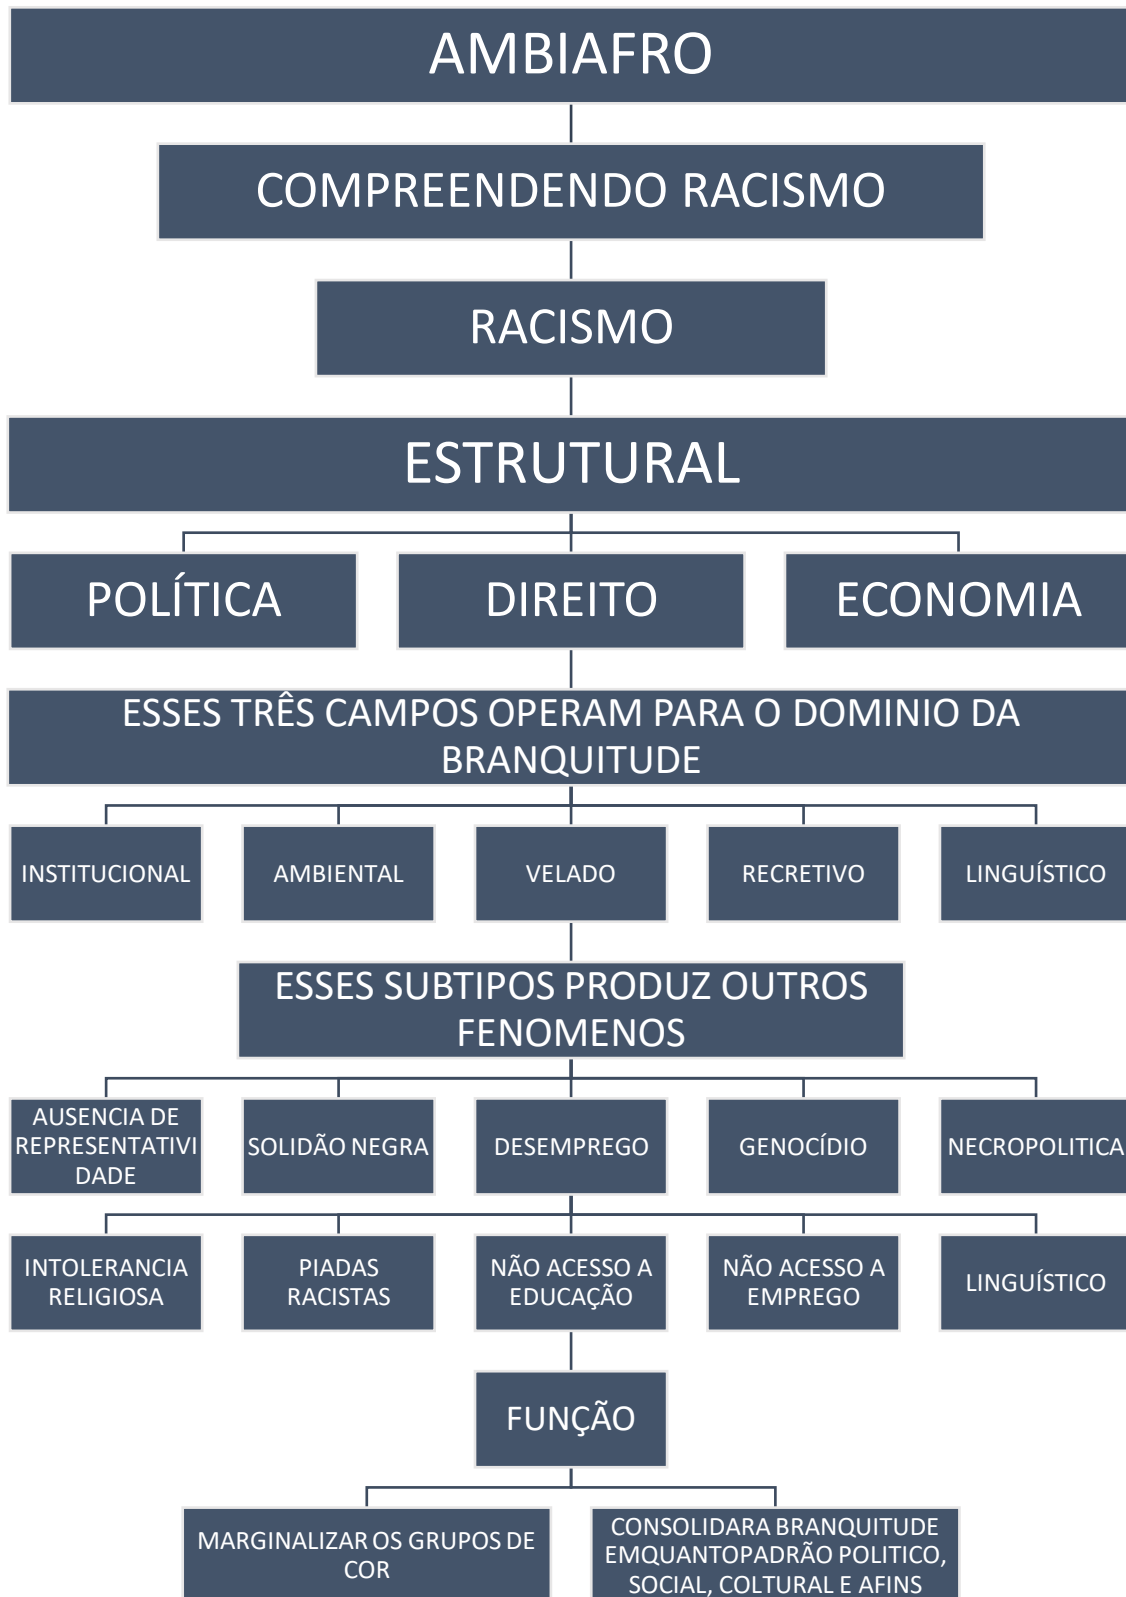 AMBIAFRO
COMPREENDENDO RACISMO
RACISMO
ESTRUTURAL
POLÍTICA
DIREITO
ECONOMIA
ESSES TRÊS CAMPOS OPERAM PARA O DOMINIO DA
BRANQUITUDE
INSTITUCIONAL
AMBIENTAL
VELADO
RECRETIVO
LINGUÍSTICO
ESSES SUBTIPOS PRODUZ OUTROS
FENOMENOS
AUSENCIA DE
REPRESENTATIVI
DADE
SOLIDÃO NEGRA
DESEMPREGO
GENOCÍDIO
NECROPOLITICA
INTOLERANCIA
RELIGIOSA
PIADAS
RACISTAS
NÃO ACESSO A
EDUCAÇÃO
NÃO ACESSO A
EMPREGO
LINGUÍSTICO
FUNÇÃO
MARGINALIZAR OS GRUPOS DE
COR
CONSOLIDARA BRANQUITUDE
EMQUANTOPADRÃO POLITICO,
SOCIAL, COLTURAL E AFINS